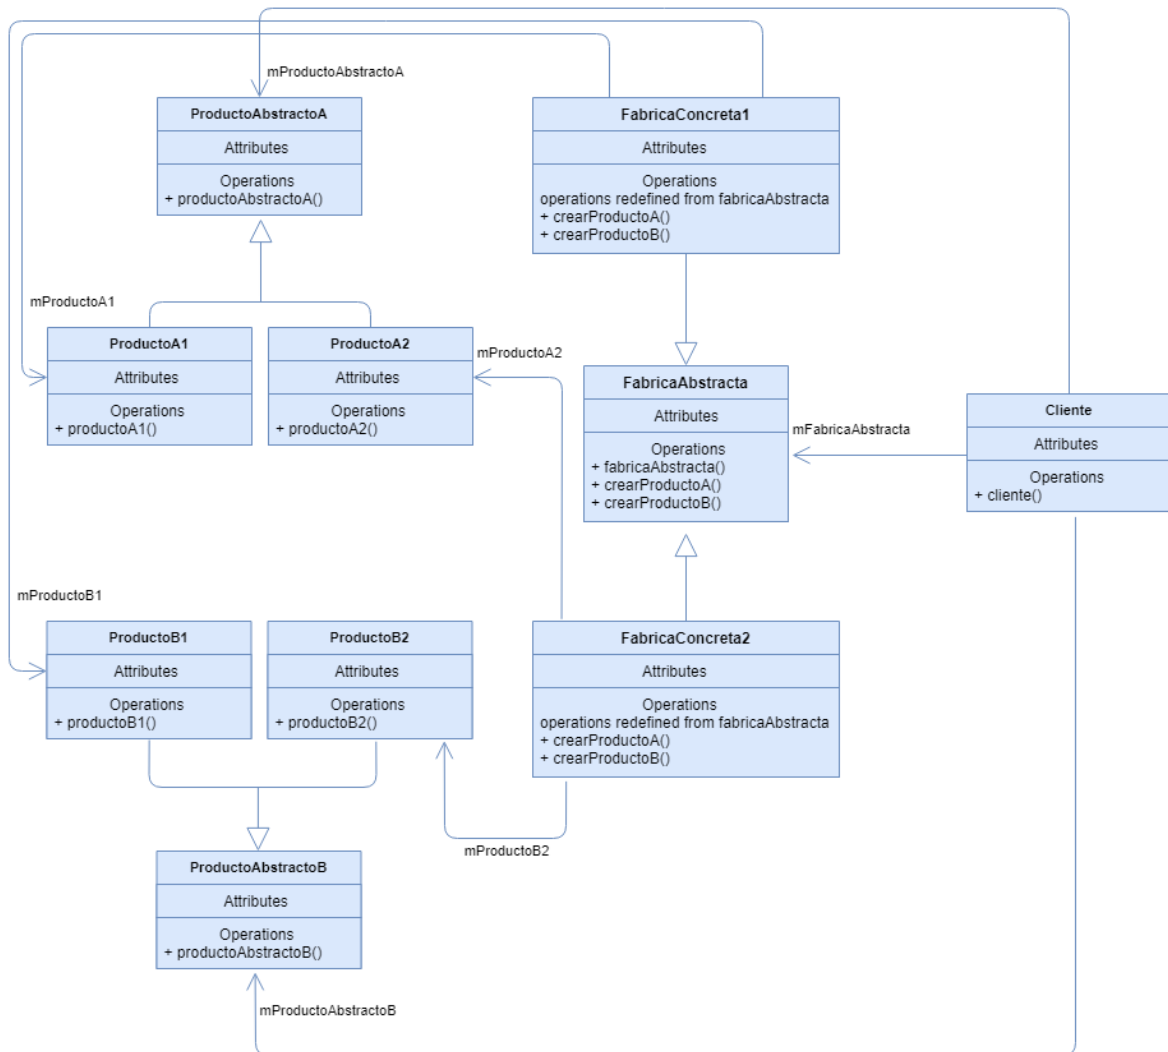 mProductoAbstractoA
ProductoAbstractoA
Attributes
Operations
+ productoAbstractoA()
FabricaConcreta1
Attributes
Operations
operations redefined from fabricaAbstracta
+ crearProductoA()
+ crearProductoB()
mProductoA1
ProductoA1
Attributes
Operations
+ productoA1()
ProductoA2
Attributes
Operations
+ productoA2()
mProductoA2
FabricaAbstracta
Attributes
Operations
+ fabricaAbstracta()
+ crearProductoA()
+ crearProductoB()
mFabricaAbstracta
Cliente
Attributes
Operations
+ cliente()
mProductoB1
ProductoB1
Attributes
Operations
+ productoB1()
ProductoB2
Attributes
Operations
+ productoB2()
FabricaConcreta2
Attributes
Operations
operations redefined from fabricaAbstracta
+ crearProductoA()
+ crearProductoB()
mProductoB2
ProductoAbstractoB
Attributes
Operations
+ productoAbstractoB()
mProductoAbstractoB